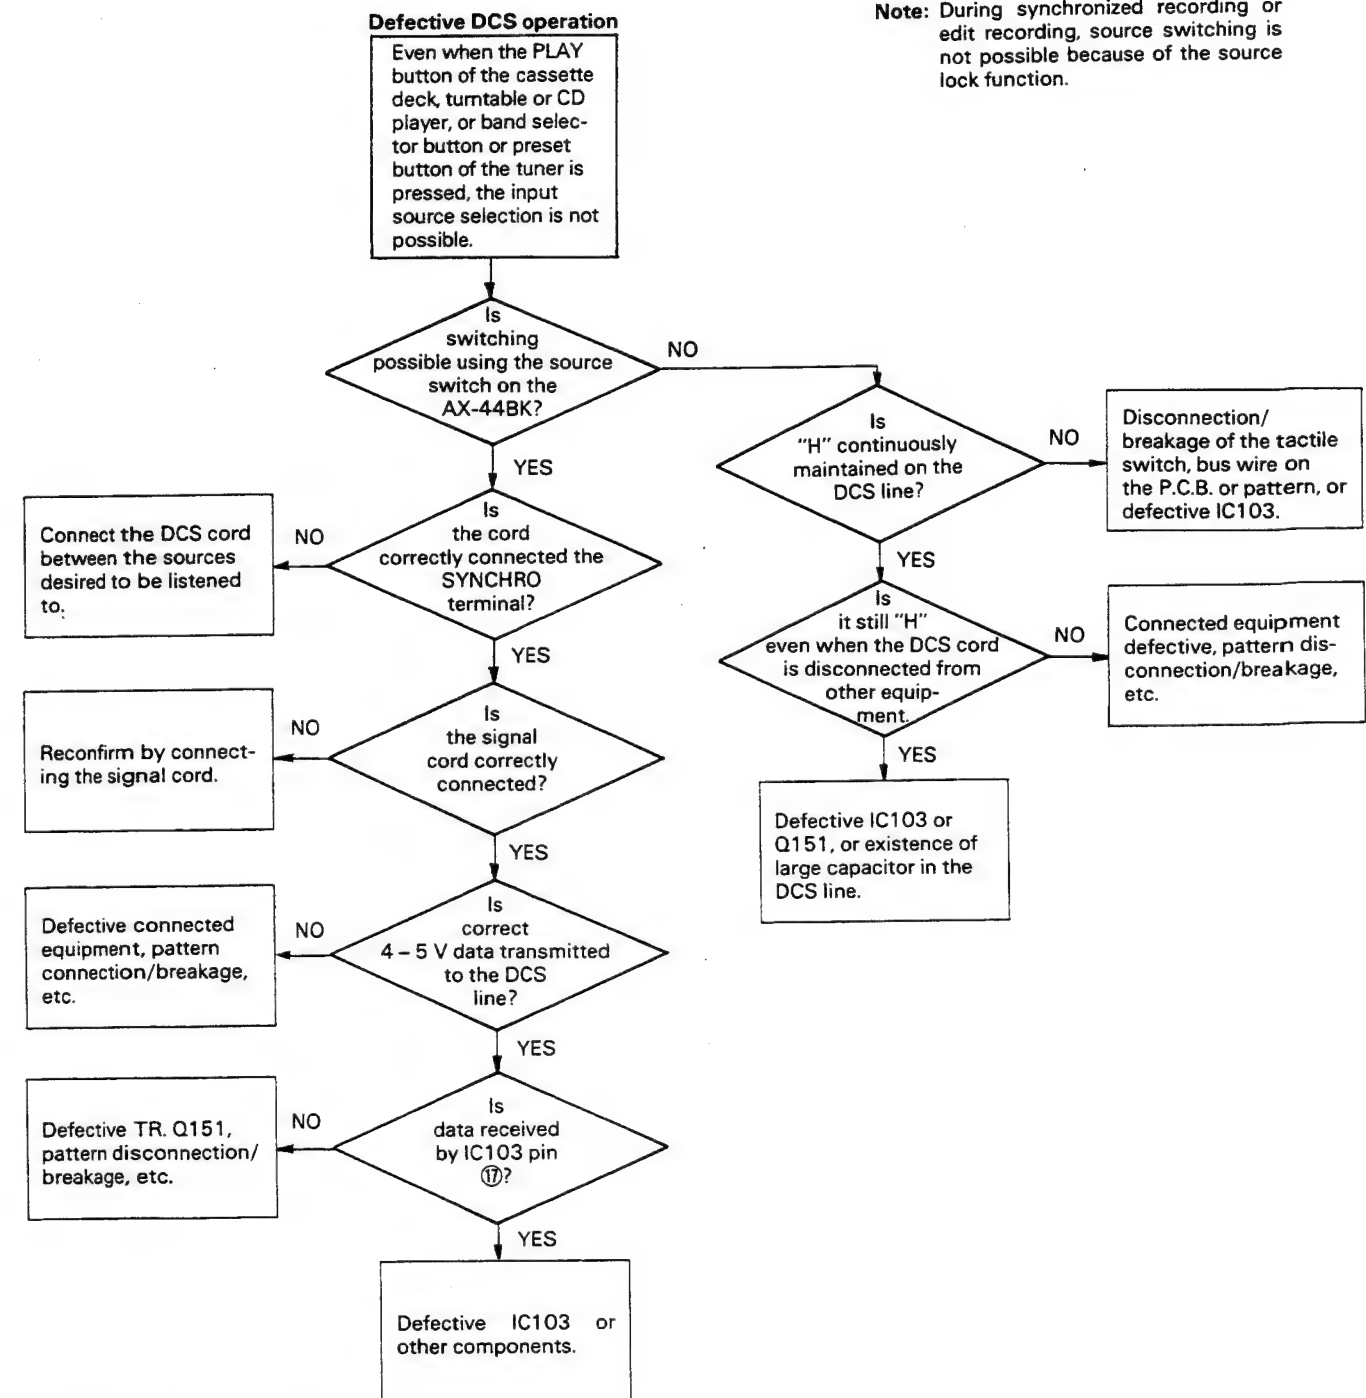 Defective DCS operation
Even when the PLAY
button of the cassette
deck, turntable or CD
player, or band selec-
tor button or preset
button of the tuner is
pressed, the input
source selection is not
possible.
Note: During synchronized recording or
edit recording, source switching is
not possible because of the source
lock function.
Is
switching
possible using the source
switch on the
AX-44BK?
NO
YES
Is
"H" continuously
maintained on the
DCS line?
NO
Disconnection/
breakage of the tactile
switch, bus wire on
the P.C.B. or pattern, or
defective IC103.
YES
Is
the cord
correctly connected the
SYNCHRO
terminal?
NO
Connect the DCS cord
between the sources
desired to be listened
to.
YES
Is
it still "H"
even when the DCS cord
is disconnected from
other equip-
ment.
NO
Connected equipment
defective, pattern dis-
connection/breakage,
etc.
YES
Defective IC103 or
Q151, or existence of
large capacitor in the
DCS line.
Is
the signal
cord correctly
connected?
NO
Reconfirm by connect-
ing the signal cord.
YES
Is
correct
4 – 5 V data transmitted
to the DCS
line?
NO
Defective connected
equipment, pattern
connection/breakage,
etc.
YES
Is
data received
by IC103 pin
⑰?
NO
Defective TR. Q151,
pattern disconnection/
breakage, etc.
YES
Defective IC103 or
other components.